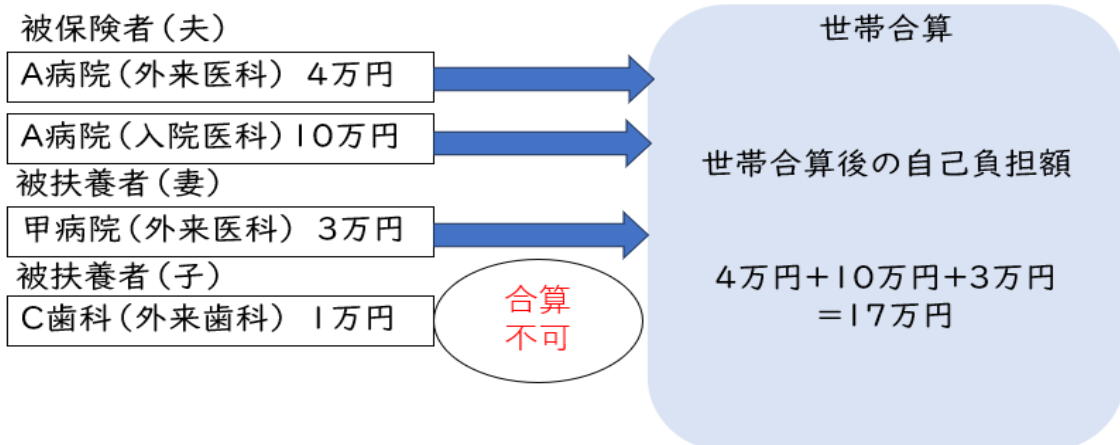 被保険者(夫)
A病院(外来医科) 4万円
A病院(入院医科)10万円
被扶養者(妻)
甲病院(外来医科) 3万円
被扶養者(子)
C歯科(外来歯科) 1万円
合算
不可
世帯合算
世帯合算後の自己負担額
4万円+10万円+3万円
=17万円